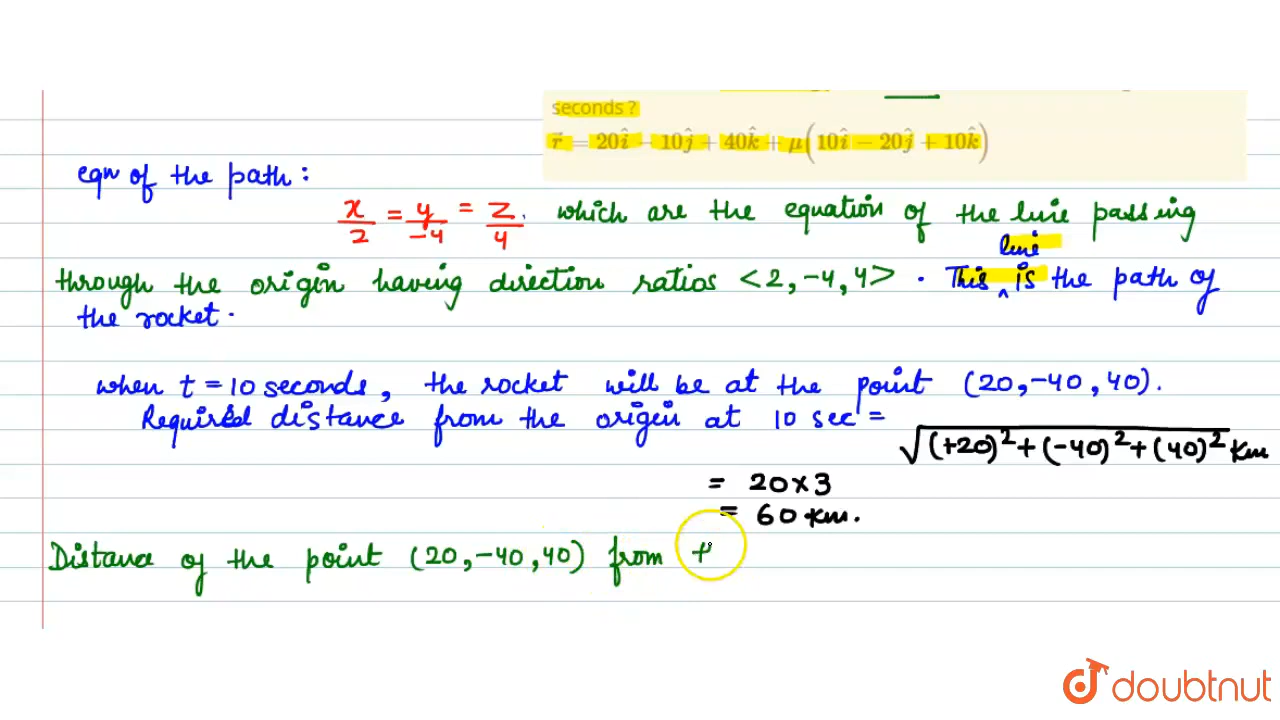 seconds ?
r⃗ = 20î − 10ĵ + 40k̂ + μ(10î − 20ĵ + 10k̂)
eqn of the path :
x/2 = y/-4 = z/4 . which are the equation of the line passing
line
through the origin having direction ratios <2, -4, 4> . This ^ is the path of
the rocket .
when t = 10 seconds, the rocket will be at the point (20, -40, 40).
Required distance from the origin at 10 sec =
√(+20)² + (-40)² + (40)² km
= 20 × 3
= 60 km.
Distance of the point (20, -40, 40) from t
doubtnut